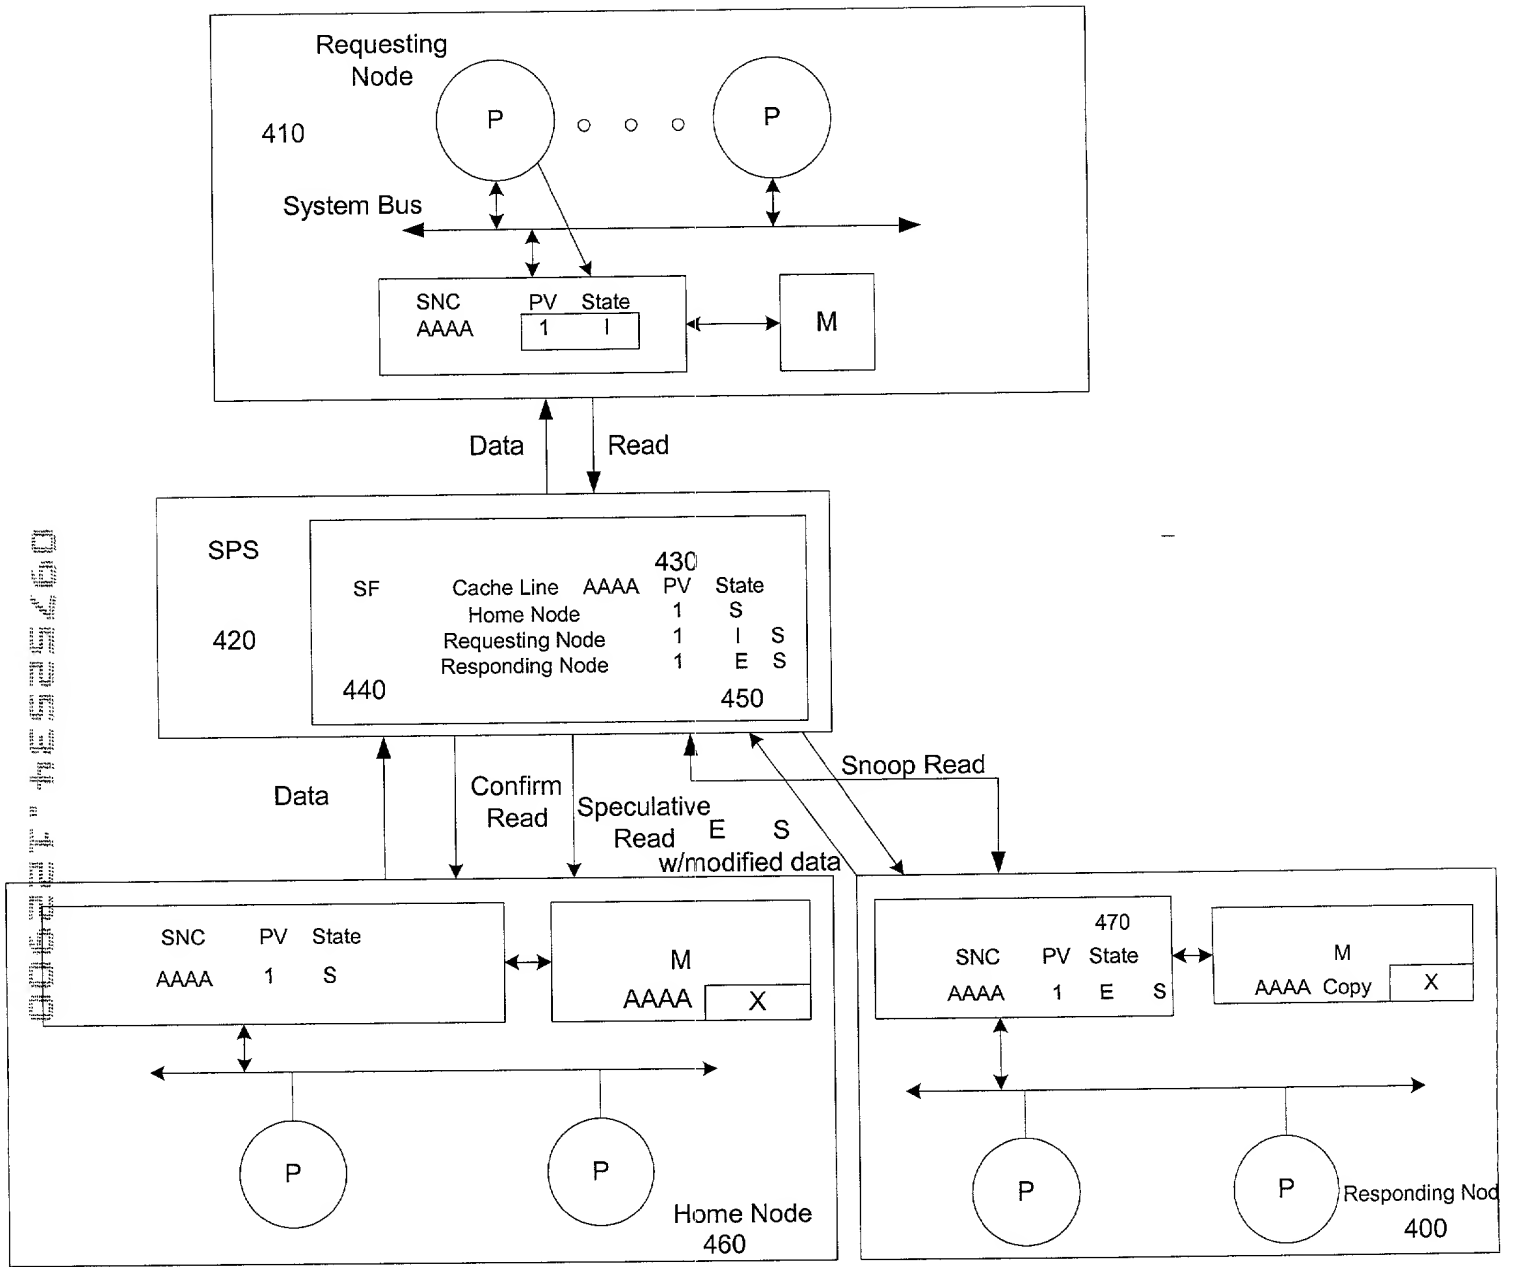 Requesting
Node
P
P
410
System Bus
SNC PV State
AAAA 1 I
M
Data
Read
SPS
420
430
SF Cache Line AAAA PV State
Home Node 1 S
Requesting Node 1 I S
Responding Node 1 E S
440
450
Data
Confirm
Read
Speculative
Read
E S
w/modified data
Snoop Read
SNC PV State
AAAA 1 S
M
AAAA X
470
SNC PV State
AAAA 1 E S
M
AAAA Copy X
P
P
Home Node
460
P
P
Responding Nod
400